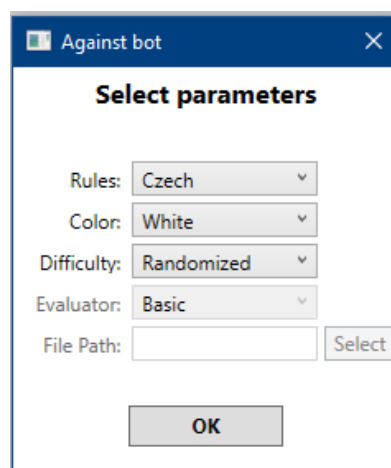 Against bot
Select parameters
Rules: Czech
Color: White
Difficulty: Randomized
Evaluator: Basic
File Path: Select
OK